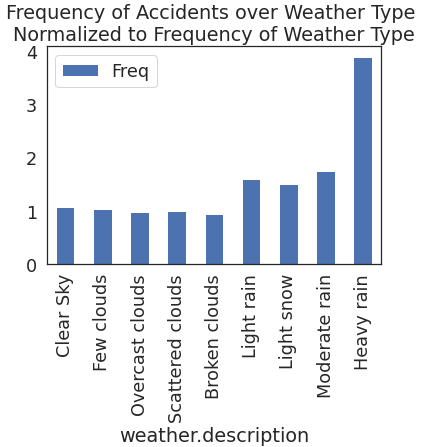 Frequency of Accidents over Weather Type
Normalized to Frequency of Weather Type
Freq
4
3
2
1
0
Clear Sky
Few clouds
Overcast clouds
Scattered clouds
Broken clouds
Light rain
Light snow
Moderate rain
Heavy rain
weather.description